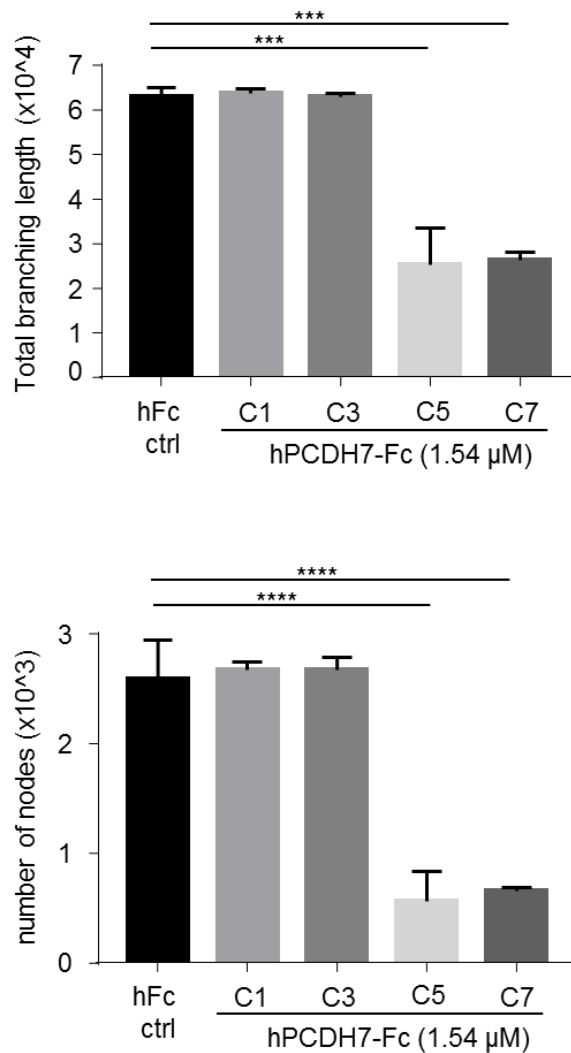 ***
***
Total branching length (x10^4)
7
6
5
4
3
2
1
0
hFc
ctrl
C1 C3 C5 C7
hPCDH7-Fc (1.54 µM)
****
****
number of nodes (x10^3)
3
2
1
0
hFc
ctrl
C1 C3 C5 C7
hPCDH7-Fc (1.54 µM)